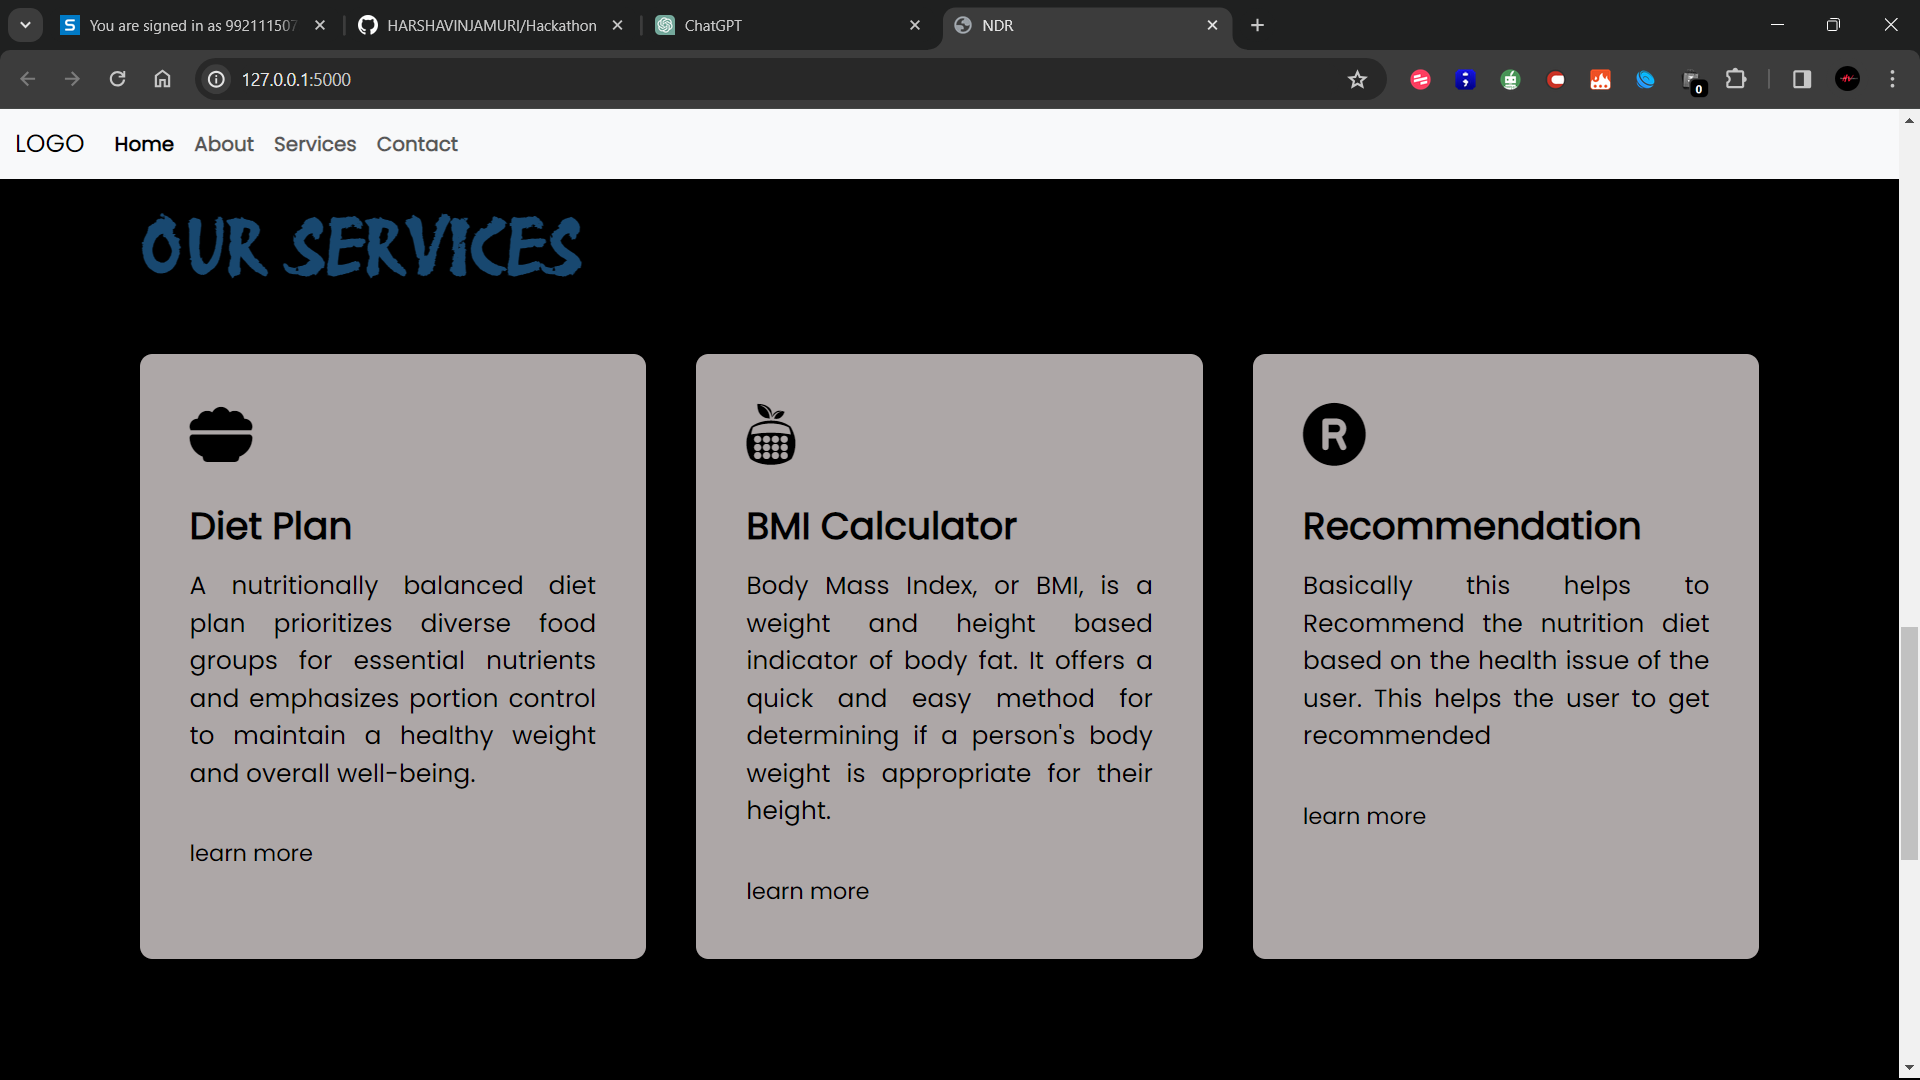 You are signed in as 992111507
HARSHAVINJAMURI/Hackathon
ChatGPT
NDR
127.0.0.1:5000
0
LOGO Home About Services Contact
OUR SERVICES
R
Diet Plan
A nutritionally balanced diet
plan prioritizes diverse food
groups for essential nutrients
and emphasizes portion control
to maintain a healthy weight
and overall well-being.
learn more
BMI Calculator
Body Mass Index, or BMI, is a
weight and height based
indicator of body fat. It offers a
quick and easy method for
determining if a person's body
weight is appropriate for their
height.
learn more
Recommendation
Basically this helps to
Recommend the nutrition diet
based on the health issue of the
user. This helps the user to get
recommended
learn more